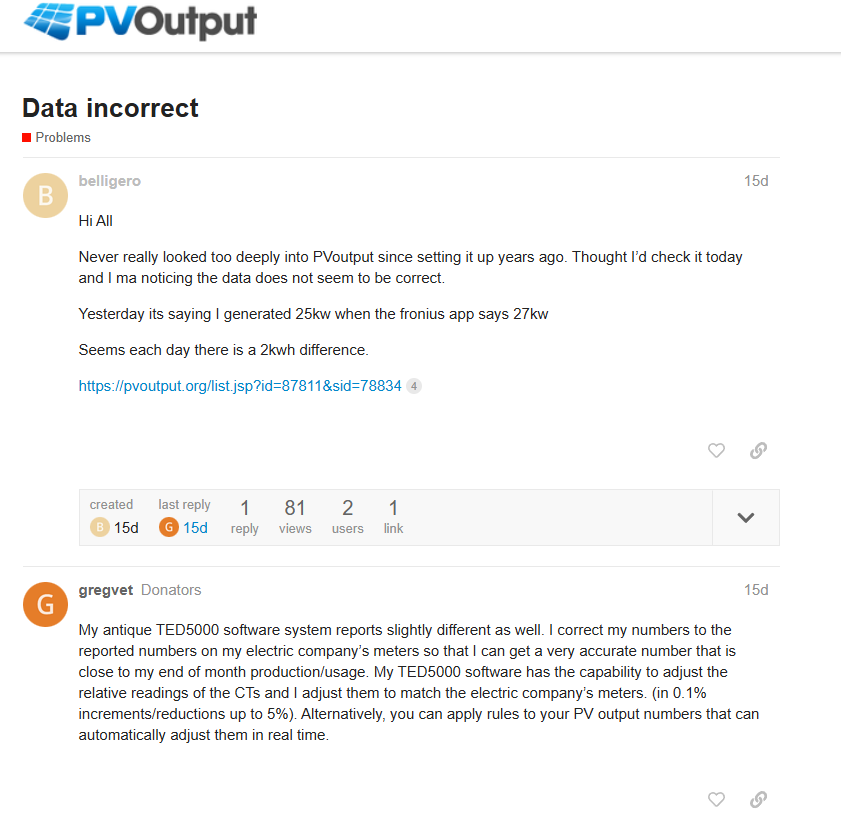 PVOutput
Data incorrect
Problems
B
belligero
15d
Hi All
Never really looked too deeply into PVoutput since setting it up years ago. Thought I’d check it today
and I ma noticing the data does not seem to be correct.
Yesterday its saying I generated 25kw when the fronius app says 27kw
Seems each day there is a 2kwh difference.
https://pvoutput.org/list.jsp?id=87811&sid=78834 4
created last reply 1 81 2 1
B 15d G 15d reply views users link
G
gregvet Donators
15d
My antique TED5000 software system reports slightly different as well. I correct my numbers to the
reported numbers on my electric company’s meters so that I can get a very accurate number that is
close to my end of month production/usage. My TED5000 software has the capability to adjust the
relative readings of the CTs and I adjust them to match the electric company’s meters. (in 0.1%
increments/reductions up to 5%). Alternatively, you can apply rules to your PV output numbers that can
automatically adjust them in real time.